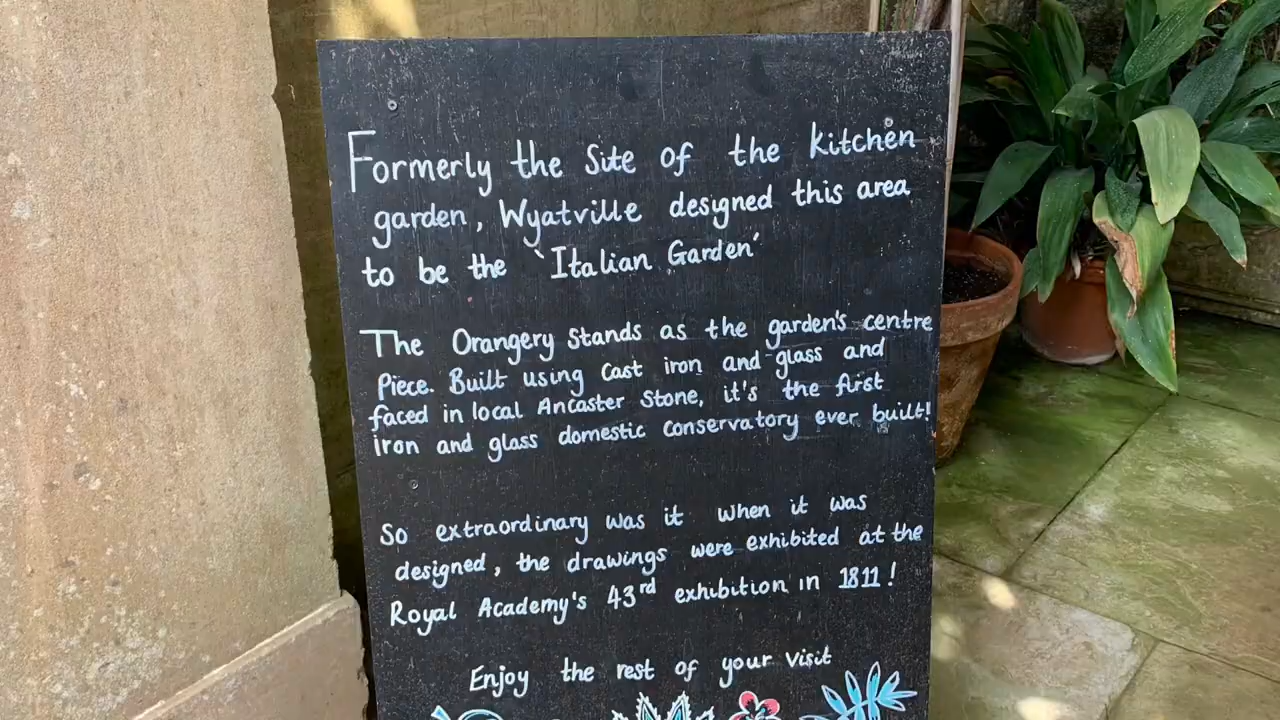 Formerly the Site of the kitchen
garden, Wyatville designed this area
to be the 'Italian Garden'
The Orangery Stands as the garden's centre
Piece. Built using Cast iron and glass and
faced in local Ancaster Stone, it's the first
iron and glass domestic conservatory ever built!
So extraordinary was it when it was
designed, the drawings were exhibited at the
Royal Academy's 43rd exhibition in 1811!
Enjoy the rest of your visit